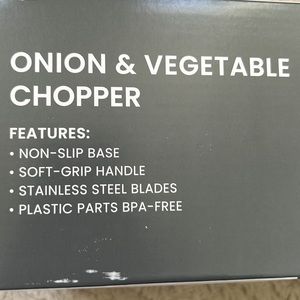 ONION & VEGETABLE
CHOPPER
FEATURES:
• NON-SLIP BASE
• SOFT-GRIP HANDLE
• STAINLESS STEEL BLADES
• PLASTIC PARTS BPA-FREE